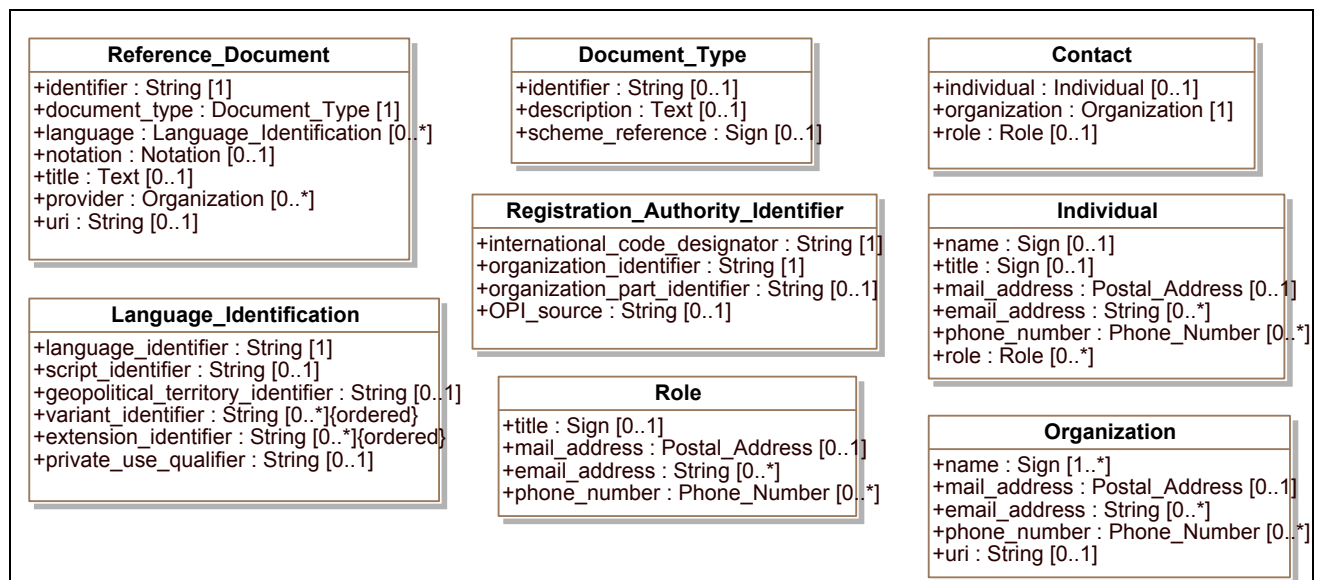 Reference_Document
+identifier : String [1]
+document_type : Document_Type [1]
+language : Language_Identification [0..*]
+notation : Notation [0..1]
+title : Text [0..1]
+provider : Organization [0..*]
+uri : String [0..1]
Language_Identification
+language_identifier : String [1]
+script_identifier : String [0..1]
+geopolitical_territory_identifier : String [0..1]
+variant_identifier : String [0..*]{ordered}
+extension_identifier : String [0..*]{ordered}
+private_use_qualifier : String [0..1]
Document_Type
+identifier : String [0..1]
+description : Text [0..1]
+scheme_reference : Sign [0..1]
Registration_Authority_Identifier
+international_code_designator : String [1]
+organization_identifier : String [1]
+organization_part_identifier : String [0..1]
+OPI_source : String [0..1]
Role
+title : Sign [0..1]
+mail_address : Postal_Address [0..1]
+email_address : String [0..*]
+phone_number : Phone_Number [0..*]
Contact
+individual : Individual [0..1]
+organization : Organization [1]
+role : Role [0..1]
Individual
+name : Sign [0..1]
+title : Sign [0..1]
+mail_address : Postal_Address [0..1]
+email_address : String [0..*]
+phone_number : Phone_Number [0..*]
+role : Role [0..*]
Organization
+name : Sign [1..*]
+mail_address : Postal_Address [0..1]
+email_address : String [0..*]
+phone_number : Phone_Number [0..*]
+uri : String [0..1]